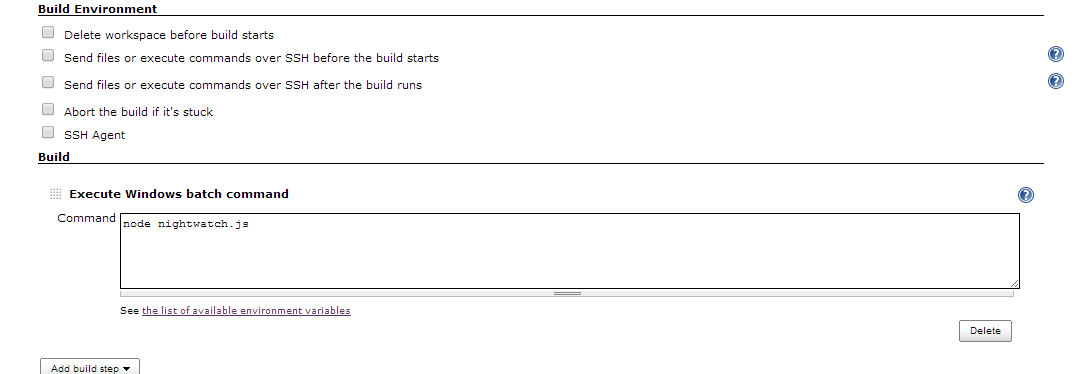 Build Environment
Delete workspace before build starts
Send files or execute commands over SSH before the build starts
?
Send files or execute commands over SSH after the build runs
?
Abort the build if it's stuck
SSH Agent
Build
Execute Windows batch command
?
Command
node nightwatch.js
See the list of available environment variables
Delete
Add build step